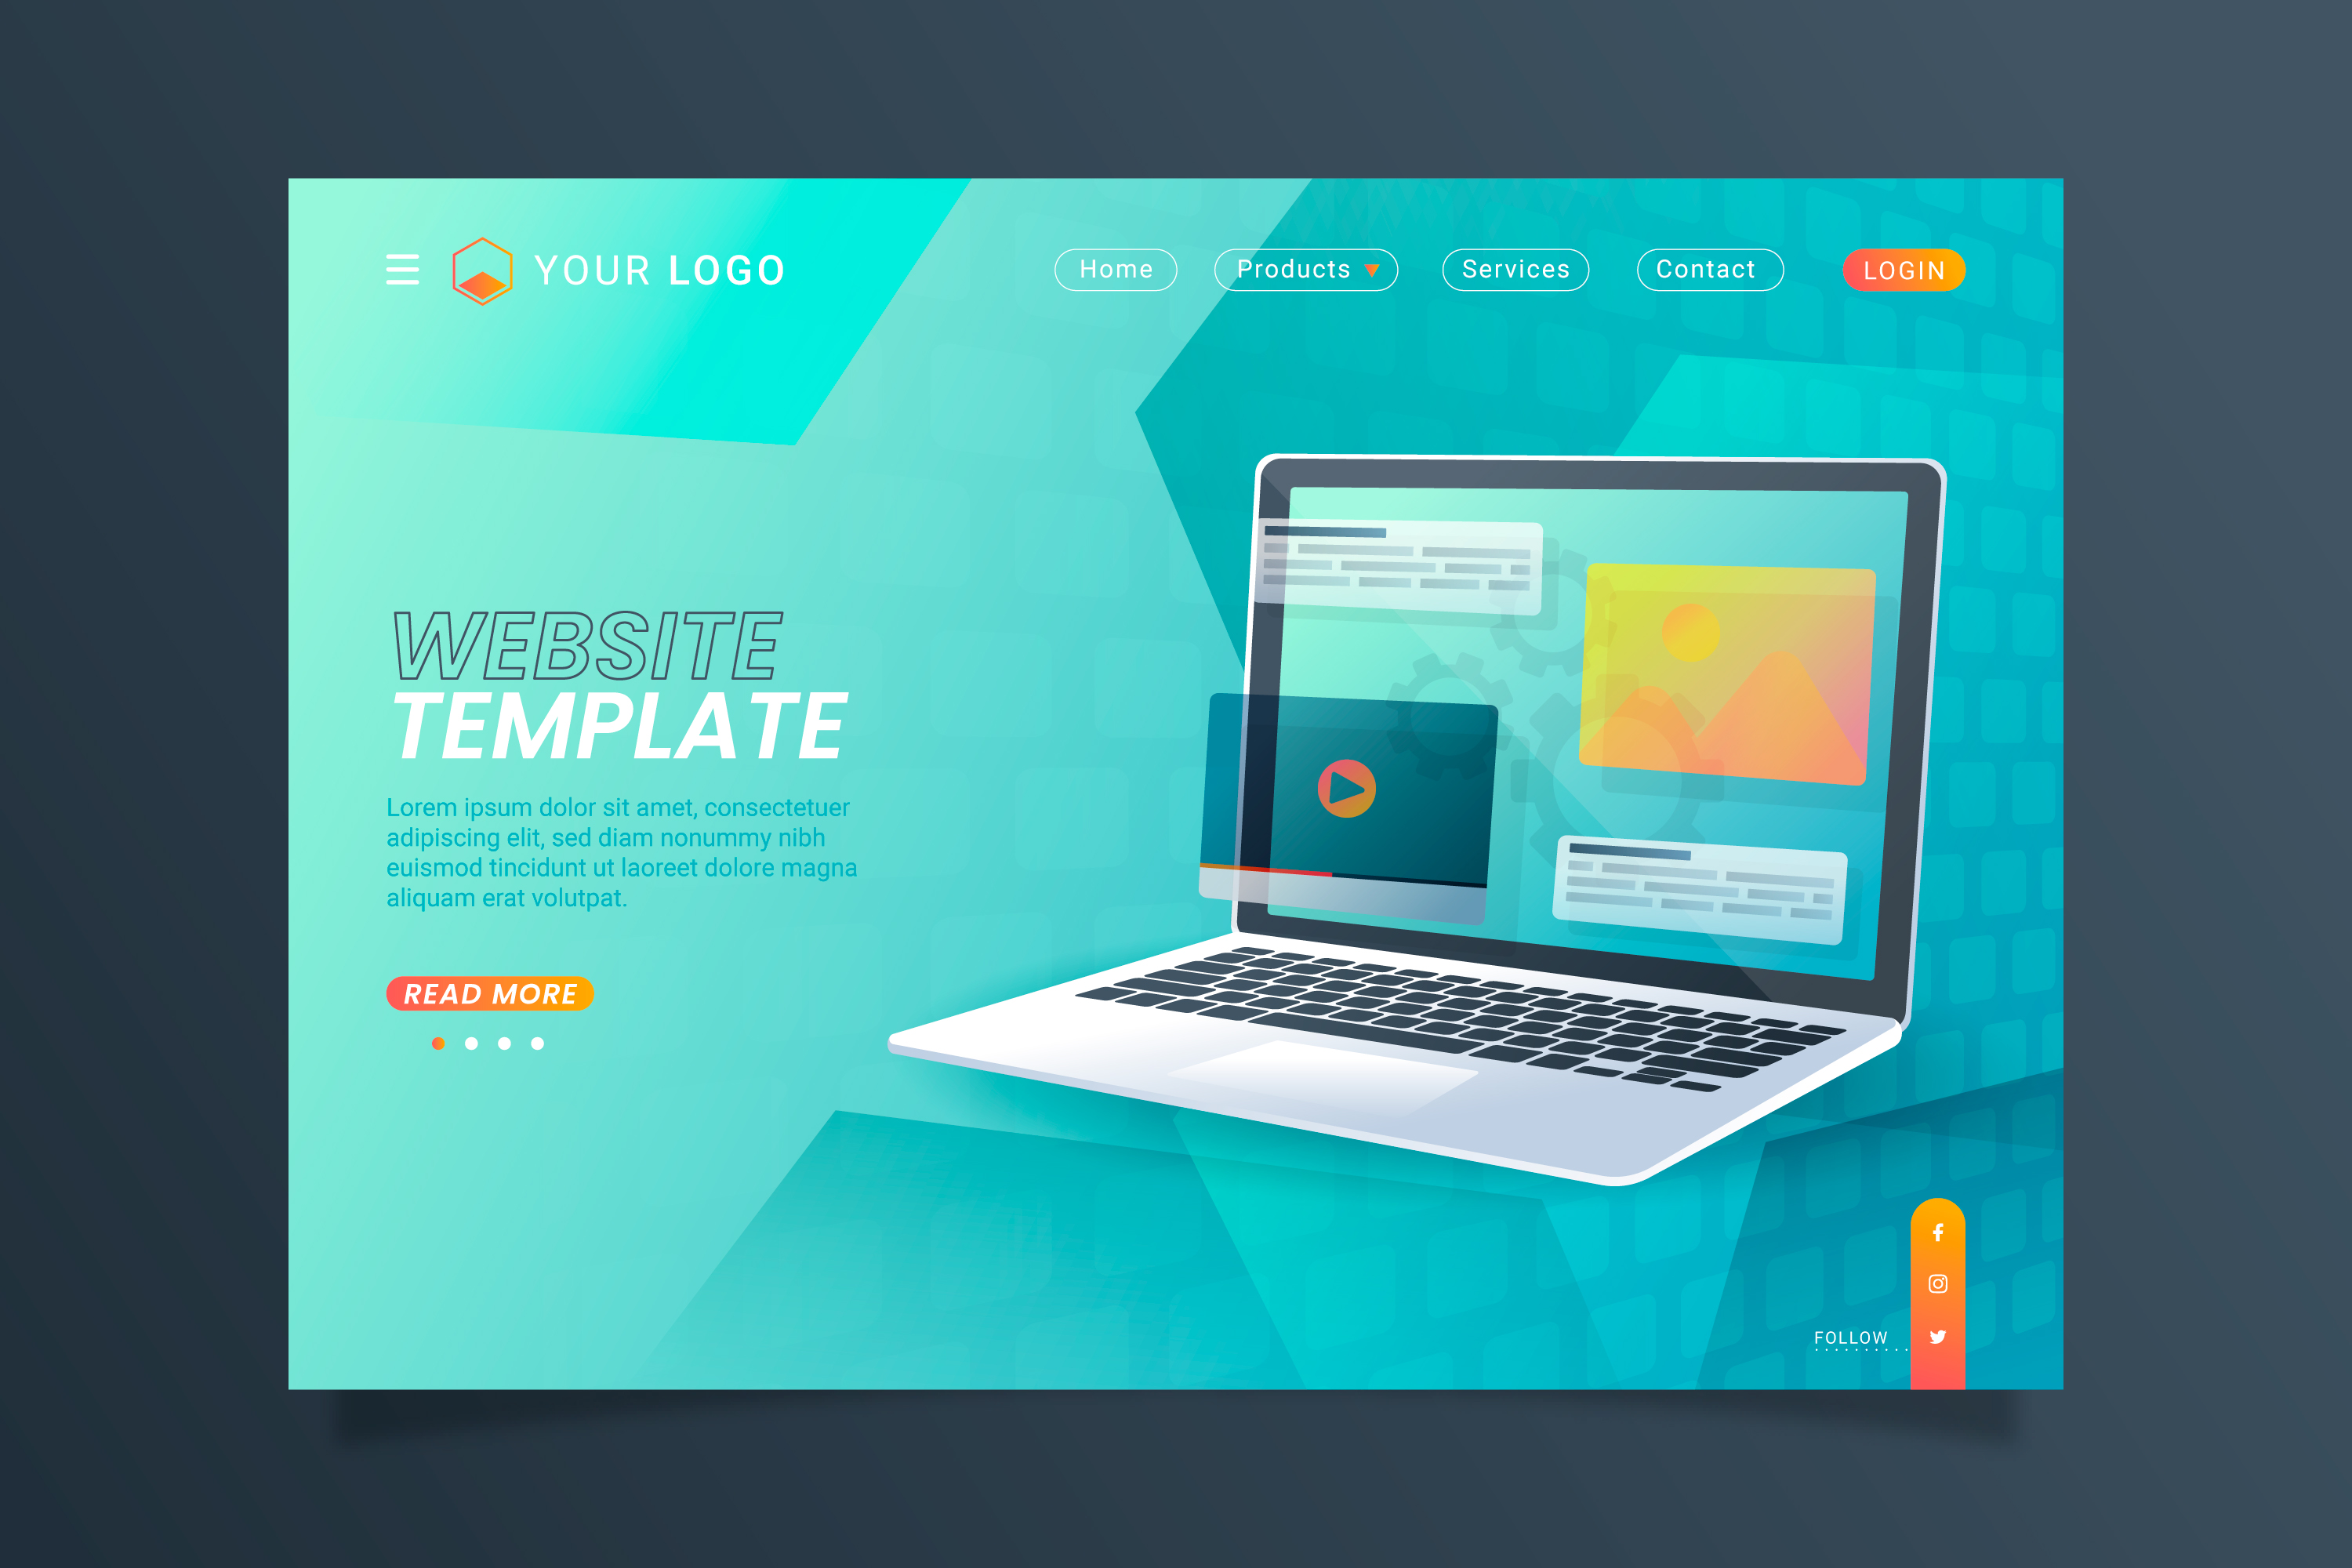 YOUR LOGO
Home
Products
Services
Contact
LOGIN
WEBSITE
TEMPLATE
Lorem ipsum dolor sit amet, consectetuer
adipiscing elit, sed diam nonummy nibh
euismod tincidunt ut laoreet dolore magna
aliquam erat volutpat.
READ MORE
FOLLOW